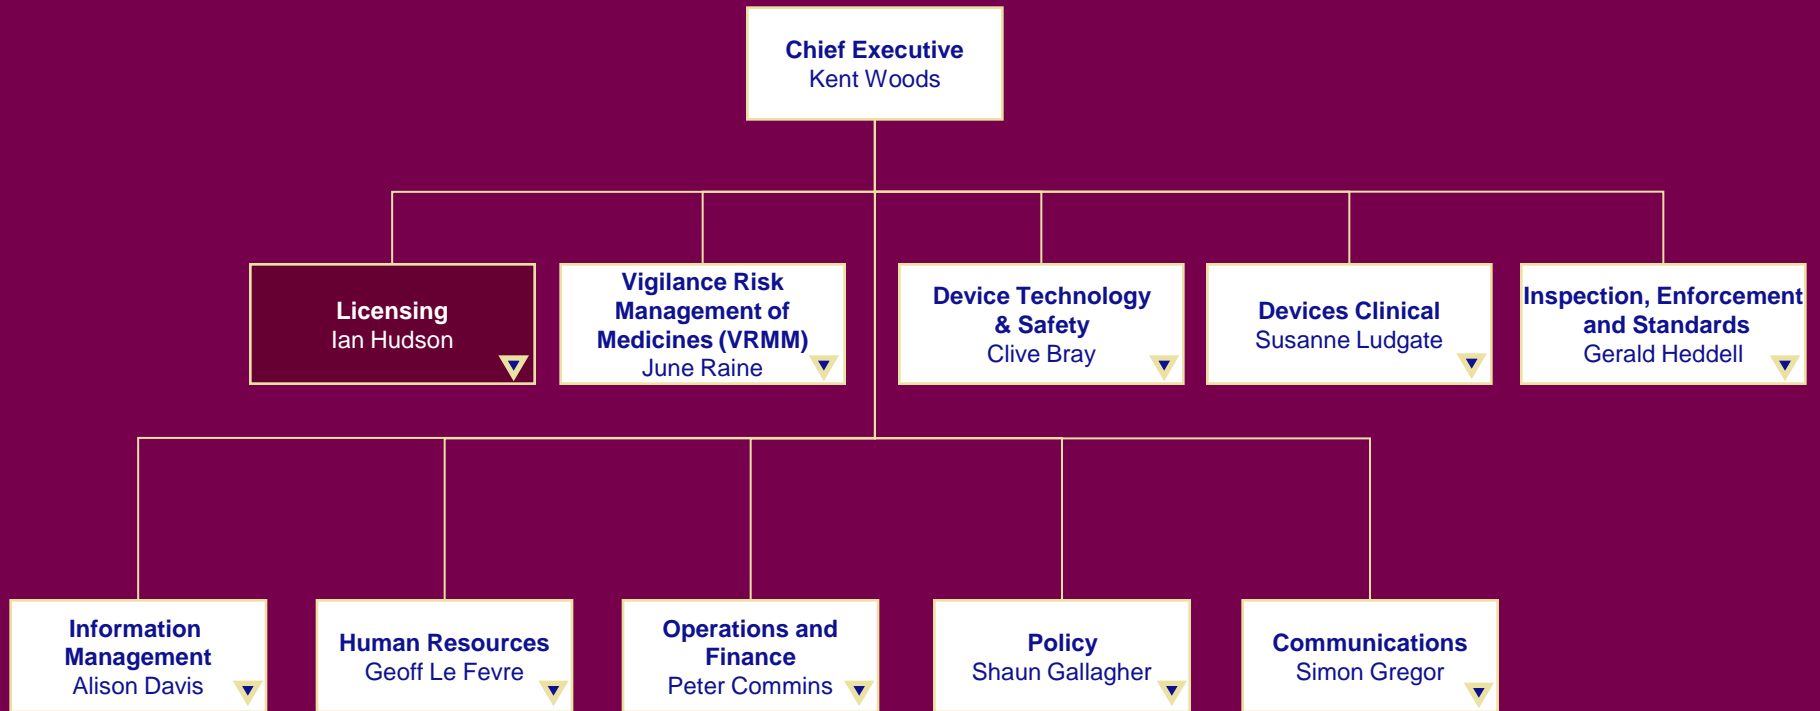 Chief Executive
Kent Woods
Licensing
Ian Hudson
Vigilance Risk
Management of
Medicines (VRMM)
June Raine
Device Technology
& Safety
Clive Bray
Devices Clinical
Susanne Ludgate
Inspection, Enforcement
and Standards
Gerald Heddell
Information
Management
Alison Davis
Human Resources
Geoff Le Fevre
Operations and
Finance
Peter Commins
Policy
Shaun Gallagher
Communications
Simon Gregor